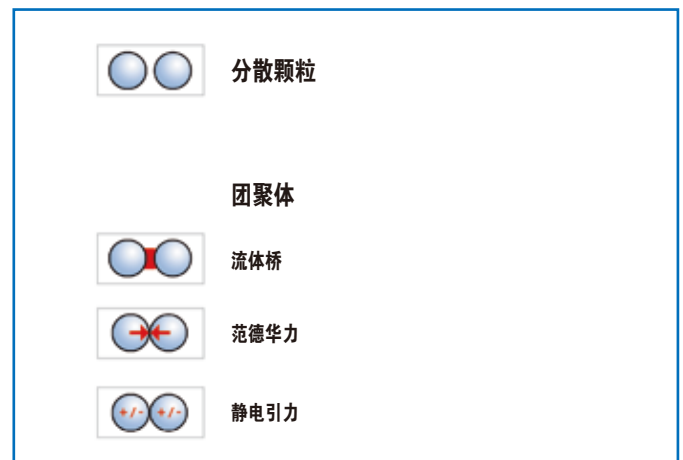 分散颗粒
团聚体
流体桥
范德华力
+/- +/-
静电引力